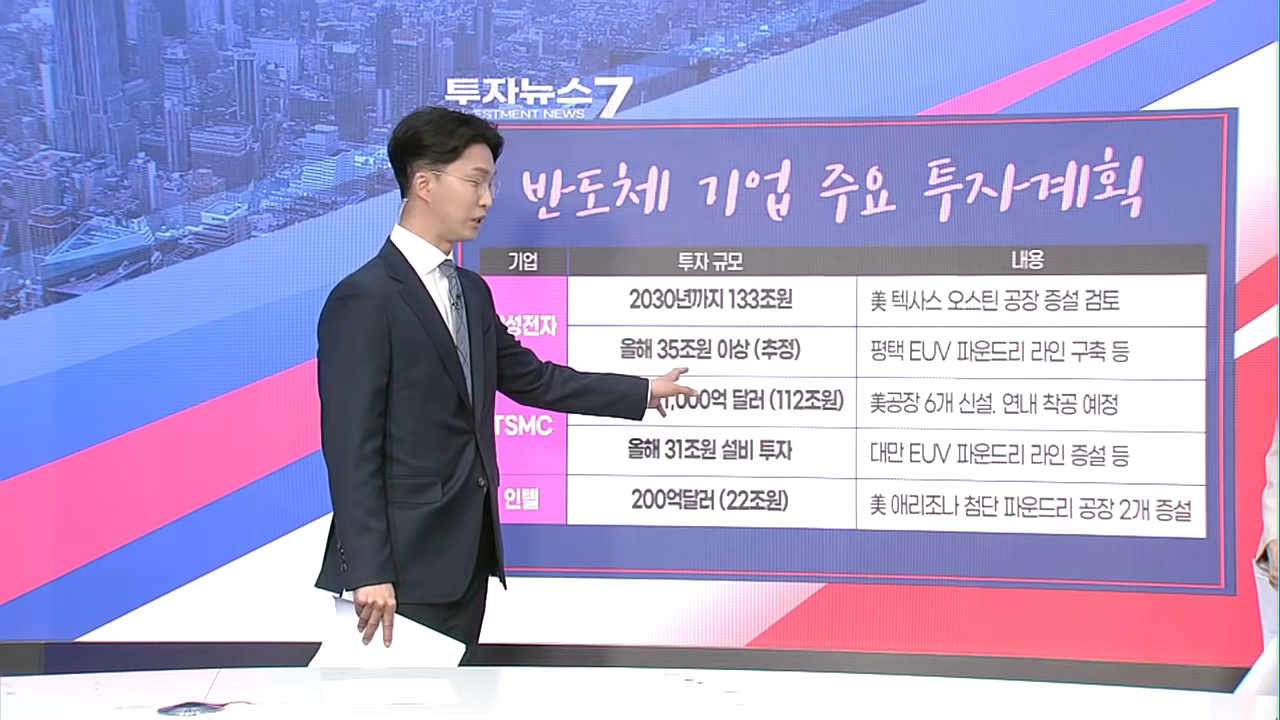 투자뉴스 7
ESTMENT NEWS
반도체 기업 주요 투자계획
기업 투자 규모 내용
성전자 2030년까지 133조원 美 텍사스 오스틴 공장 증설 검토
올해 35조원 이상 (추정) 평택 EUV 파운드리 라인 구축 등
TSMC 1,000억 달러 (112조원) 美공장 6개 신설, 연내 착공 예정
올해 31조원 설비 투자 대만 EUV 파운드리 라인 증설 등
인텔 200억달러 (22조원) 美 애리조나 첨단 파운드리 공장 2개 증설